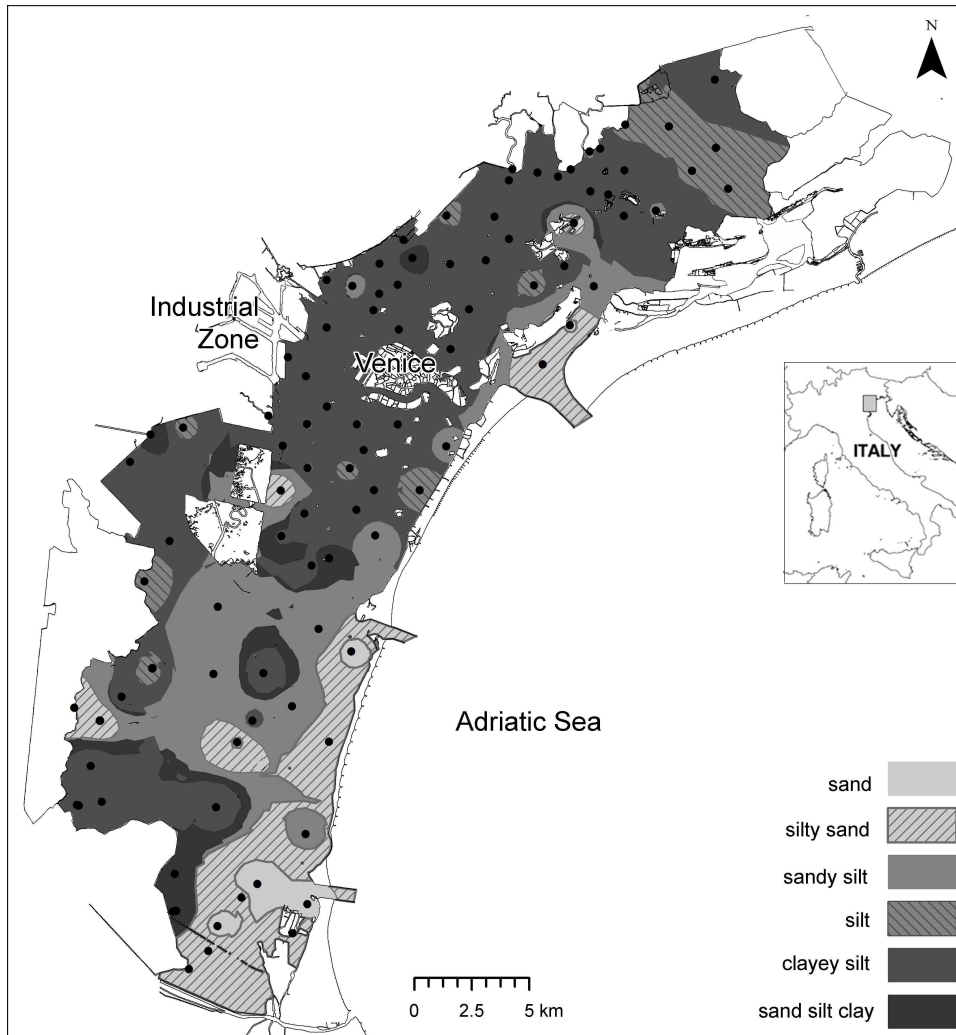 N
Industrial
Zone
Venice
ITALY
Adriatic Sea
sand
silty sand
sandy silt
silt
clayey silt
sand silt clay
0 2.5 5 km